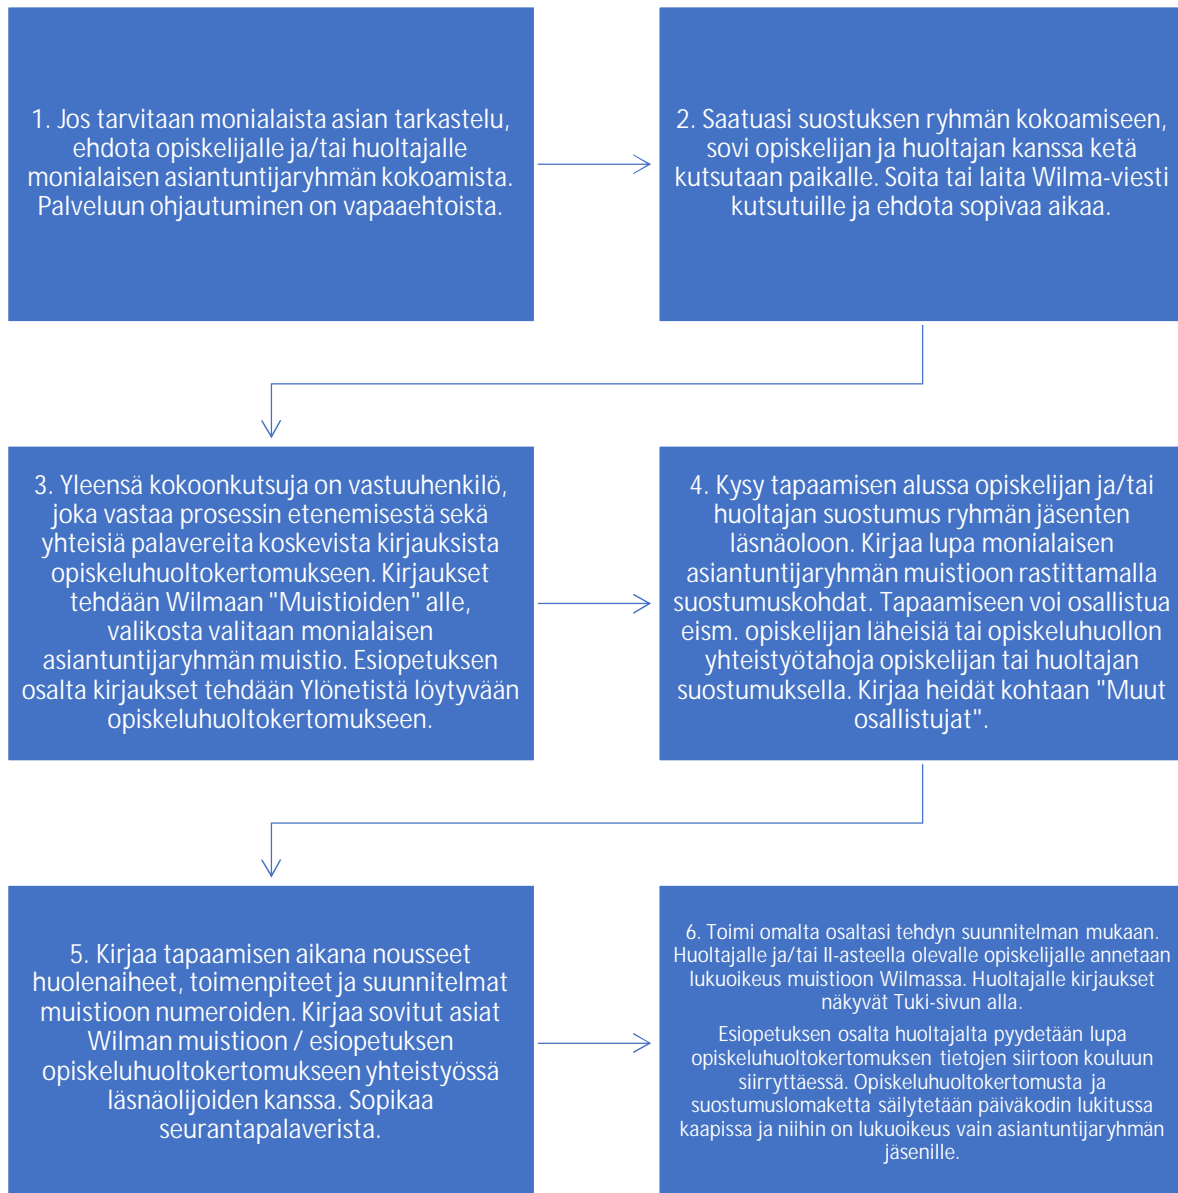 1. Jos tarvitaan monialaista asian tarkastelu,
ehdota opiskelijalle ja/tai huoltajalle
monialaisen asiantuntijaryhmän kokoamista.
Palveluun ohjautuminen on vapaaehtoista.
2. Saatuasi suostuksen ryhmän kokoamiseen,
sovi opiskelijan ja huoltajan kanssa ketä
kutsutaan paikalle. Soita tai laita Wilma-viesti
kutsutuille ja ehdota sopivaa aikaa.
3. Yleensä kokoonkutsuja on vastuuhenkilö,
joka vastaa prosessin etenemisestä sekä
yhteisiä palavereita koskevista kirjauksista
opiskeluhuoltokertomukseen. Kirjaukset
tehdään Wilmaan "Muistioiden" alle,
valikosta valitaan monialaisen
asiantuntijaryhmän muistio. Esiopetuksen
osalta kirjaukset tehdään Ylönetistä löytyvään
opiskeluhuoltokertomukseen.
4. Kysy tapaamisen alussa opiskelijan ja/tai
huoltajan suostumus ryhmän jäsenten
läsnäoloon. Kirjaa lupa monialaisen
asiantuntijaryhmän muistioon rastittamalla
suostumuskohdat. Tapaamiseen voi osallistua
eism. opiskelijan läheisiä tai opiskeluhuollon
yhteistyötahoja opiskelijan tai huoltajan
suostumuksella. Kirjaa heidät kohtaan "Muut
osallistujat".
5. Kirjaa tapaamisen aikana nousseet
huolenaiheet, toimenpiteet ja suunnitelmat
muistioon numeroiden. Kirjaa sovitut asiat
Wilman muistioon / esiopetuksen
opiskeluhuoltokertomukseen yhteistyössä
läsnäolijoiden kanssa. Sopikaa
seurantapalaverista.
6. Toimi omalta osaltasi tehdyn suunnitelman mukaan.
Huoltajalle ja/tai II-asteella olevalle opiskelijalle annetaan
lukuoikeus muistioon Wilmassa. Huoltajalle kirjaukset
näkyvät Tuki-sivun alla.
Esiopetuksen osalta huoltajalta pyydetään lupa
opiskeluhuoltokertomuksen tietojen siirtoon kouluun
siirryttäessä. Opiskeluhuoltokertomusta ja
suostumuslomaketta säilytetään päiväkodin lukitussa
kaapissa ja niihin on lukuoikeus vain asiantuntijaryhmän
jäsenille.